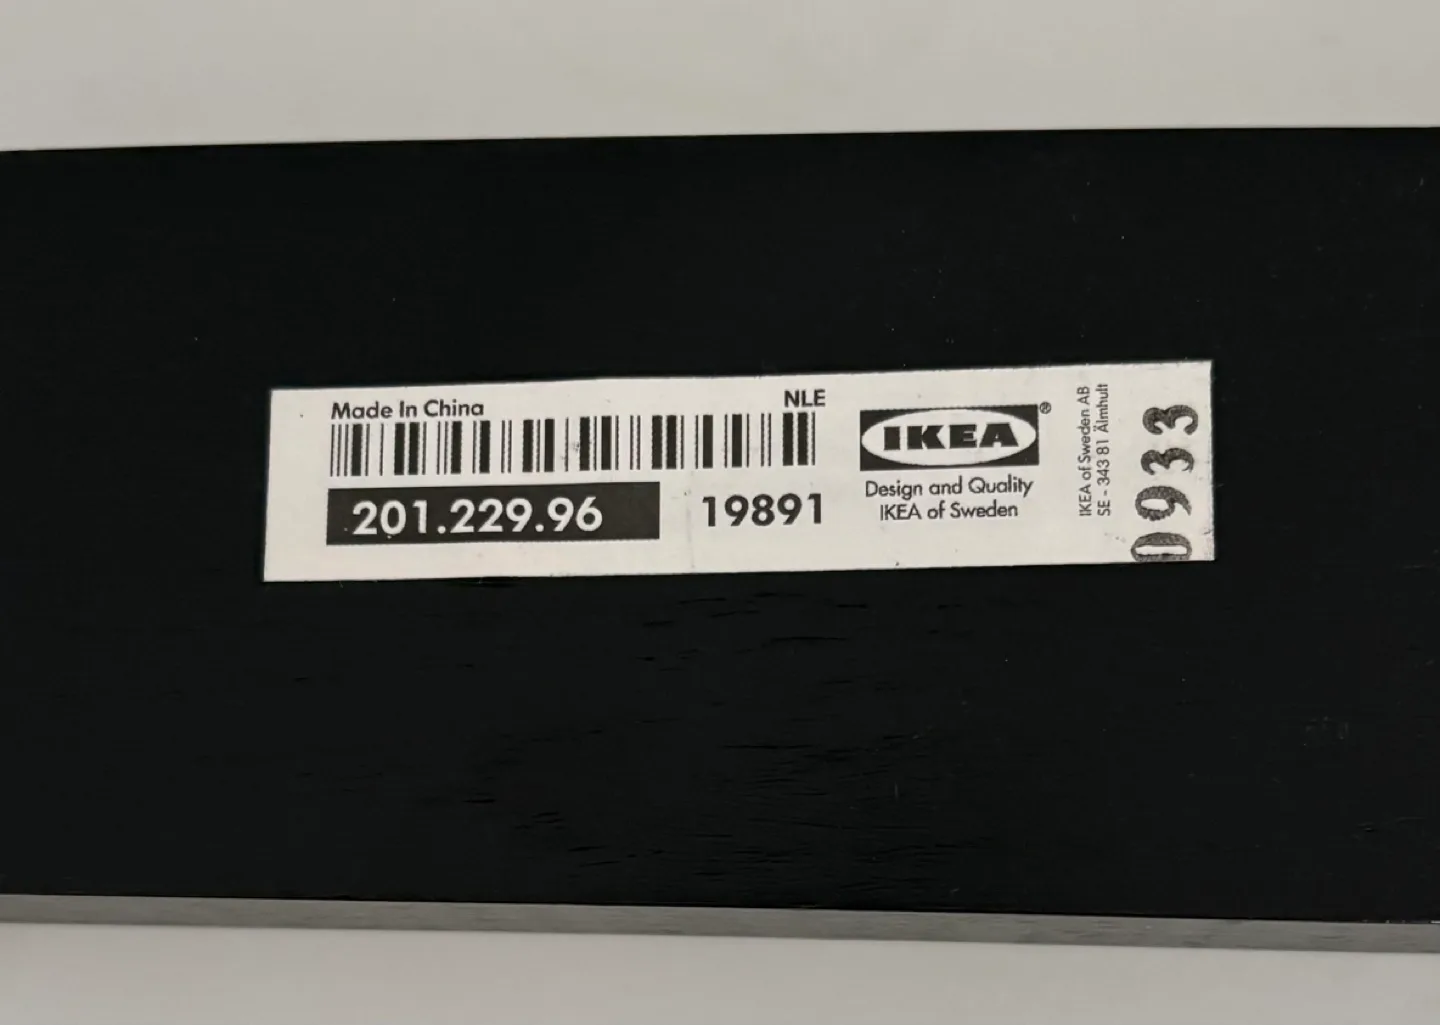 Made In China
NLE
201.229.96
19891
IKEA®
Design and Quality
IKEA of Sweden
IKEA of Sweden AB
SE - 343 81 Älmhult
0933